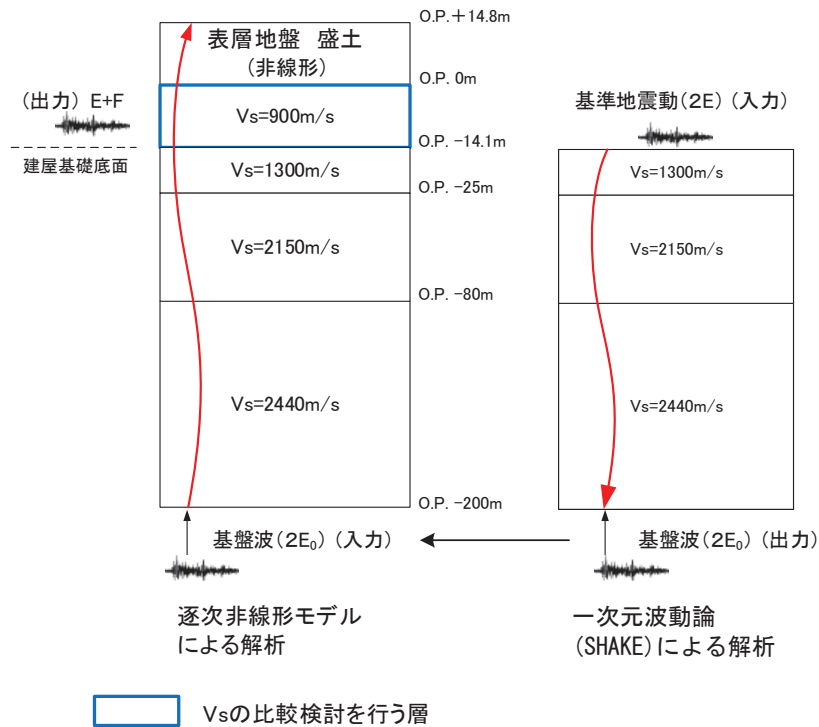 O.P.+14.8m
表層地盤 盛土
(非線形)
O.P. 0m
(出力) E+F
Vs=900m/s
建屋基礎底面
O.P. -14.1m
Vs=1300m/s
O.P. -25m
Vs=2150m/s
O.P. -80m
Vs=2440m/s
O.P. -200m
基盤波(2E₀) (入力)
逐次非線形モデル
による解析
基準地震動(2E) (入力)
Vs=1300m/s
Vs=2150m/s
Vs=2440m/s
基盤波(2E₀) (出力)
一次元波動論
(SHAKE)による解析
Vsの比較検討を行う層